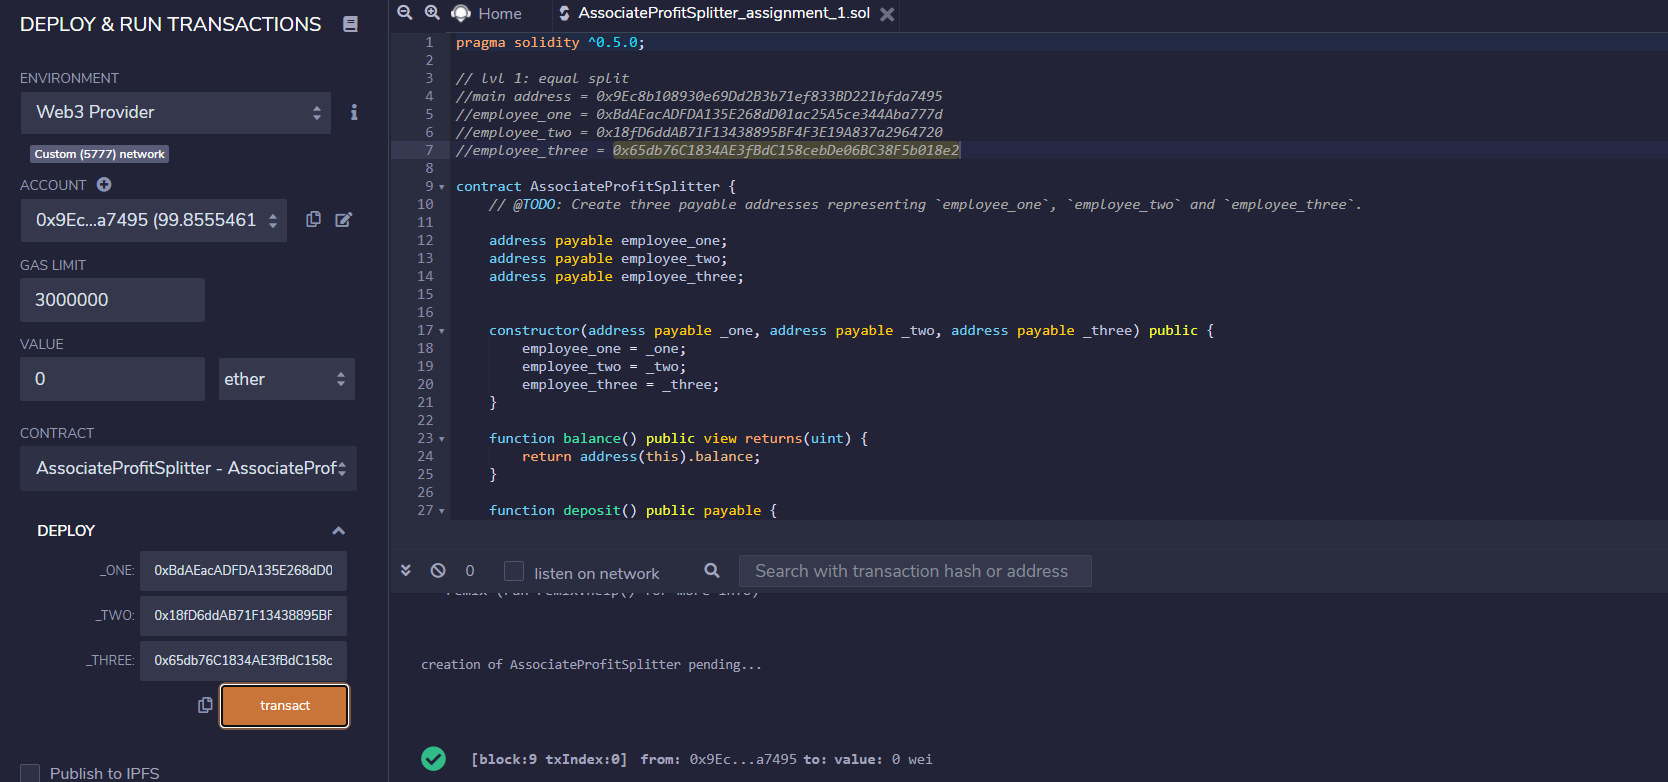 DEPLOY & RUN TRANSACTIONS
ENVIRONMENT
Web3 Provider
Custom (5777) network
ACCOUNT
0x9Ec...a7495 (99.8555461
GAS LIMIT
3000000
VALUE
0
ether
CONTRACT
AssociateProfitSplitter - AssociateProf
DEPLOY
_ONE: 0xBdAEacADFDA135E268dD0
_TWO: 0x18fD6ddAB71F13438895BF
_THREE: 0x65db76C1834AE3fBdC158c
transact
Publish to IPFS
Home
AssociateProfitSplitter_assignment_1.sol
1 pragma solidity ^0.5.0;
2
3 // lvl 1: equal split
4 //main address = 0x9Ec8b108930e69Dd2B3b71ef833BD221bfda7495
5 //employee_one = 0xBdAEacADFDA135E268dD01ac25A5ce344Aba777d
6 //employee_two = 0x18fD6ddAB71F13438895BF4F3E19A837a2964720
7 //employee_three = 0x65db76C1834AE3fBdC158cebDe06BC38F5b018e2
8
9 contract AssociateProfitSplitter {
10 // @TODO: Create three payable addresses representing `employee_one`, `employee_two` and `employee_three`.
11
12 address payable employee_one;
13 address payable employee_two;
14 address payable employee_three;
15
16
17 constructor(address payable _one, address payable _two, address payable _three) public {
18 employee_one = _one;
19 employee_two = _two;
20 employee_three = _three;
21 }
22
23 function balance() public view returns(uint) {
24 return address(this).balance;
25 }
26
27 function deposit() public payable {
0
listen on network
Search with transaction hash or address
remix (run remix.help() for more info)
creation of AssociateProfitSplitter pending...
[block:9 txIndex:0] from: 0x9Ec...a7495 to: value: 0 wei